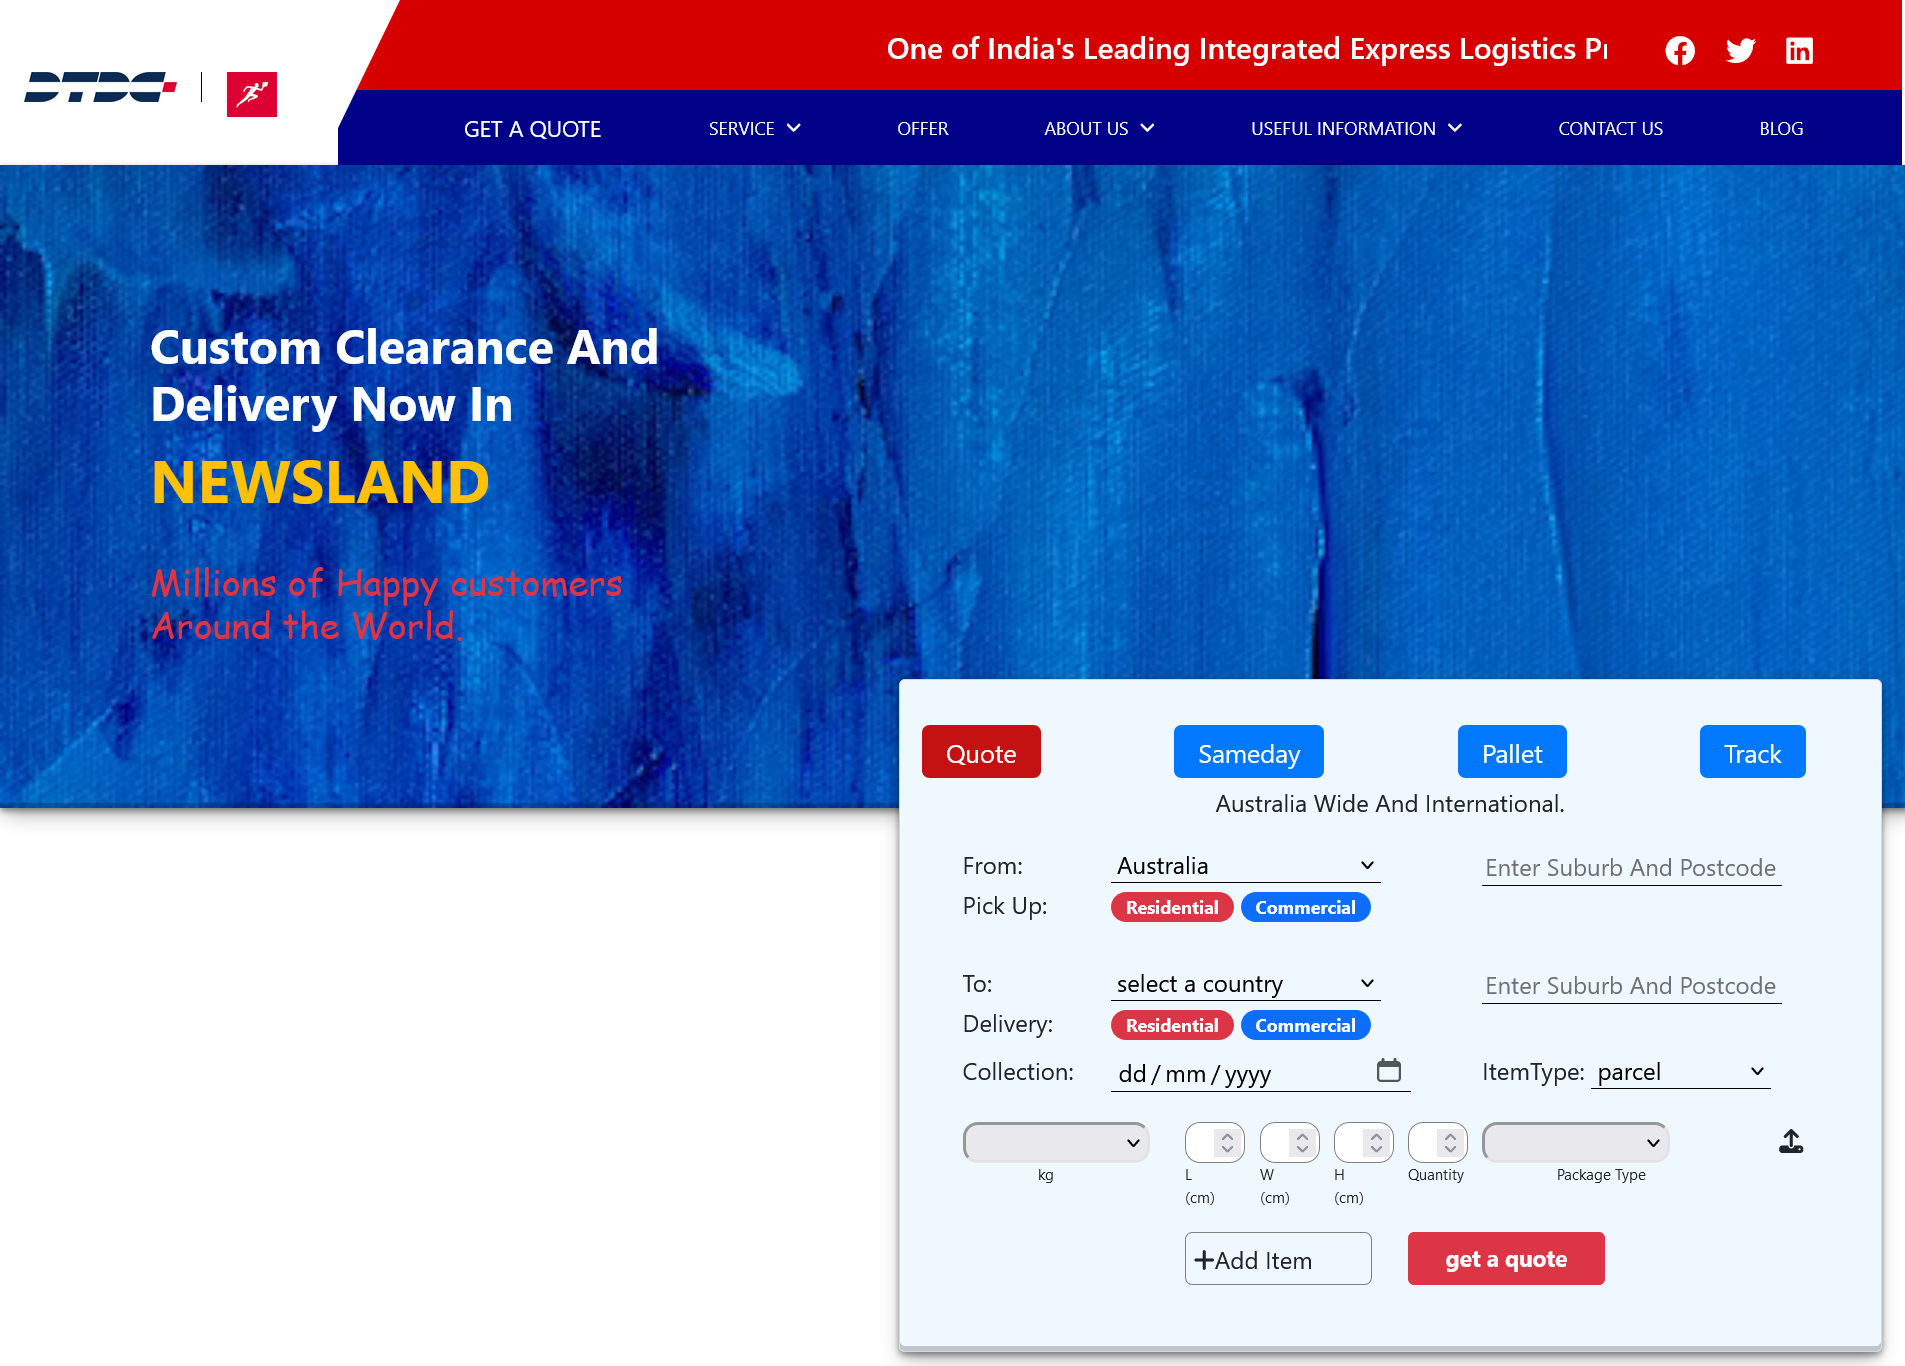 One of India's Leading Integrated Express Logistics
DTDC
GET A QUOTE SERVICE OFFER ABOUT US USEFUL INFORMATION CONTACT US BLOG
Custom Clearance And
Delivery Now In
NEWSLAND
Millions of Happy customers
Around the World.
Quote Sameday Pallet Track
Australia Wide And International.
From: Australia Enter Suburb And Postcode
Pick Up: Residential Commercial
To: select a country Enter Suburb And Postcode
Delivery: Residential Commercial
Collection: dd/mm/yyyy ItemType: parcel
kg L W H Quantity Package Type
(cm) (cm) (cm)
+Add Item get a quote